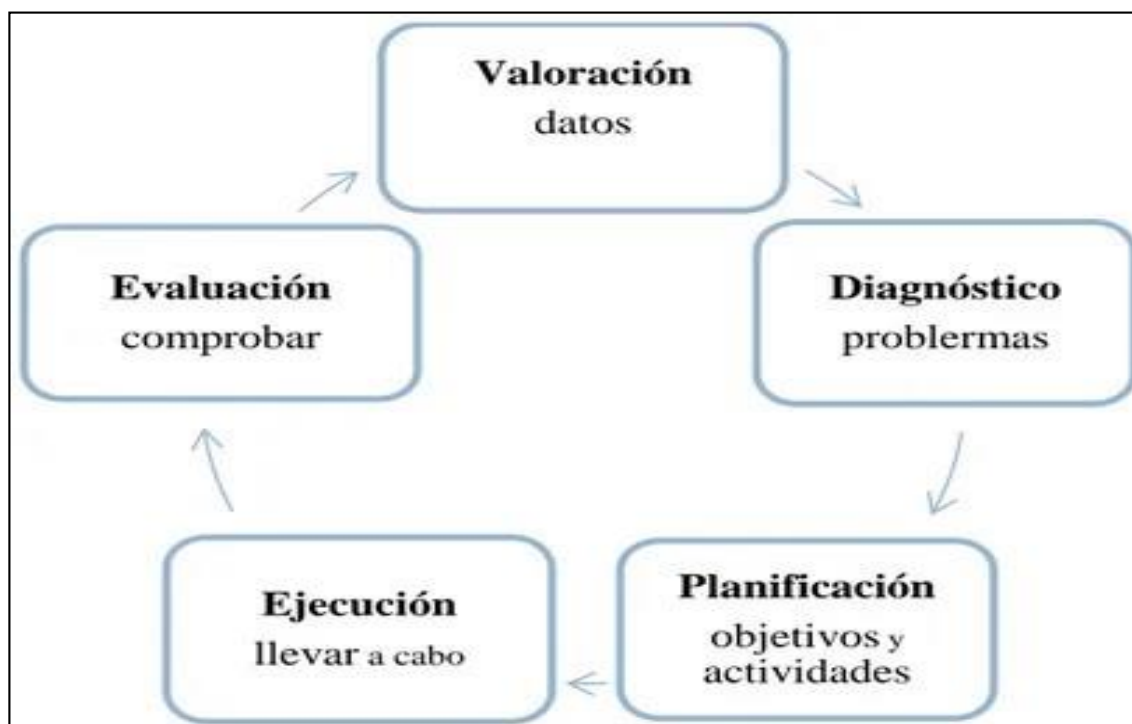 Valoración
datos
Diagnóstico
problermas
Planificación
objetivos y
actividades
Ejecución
llevar a cabo
Evaluación
comprobar